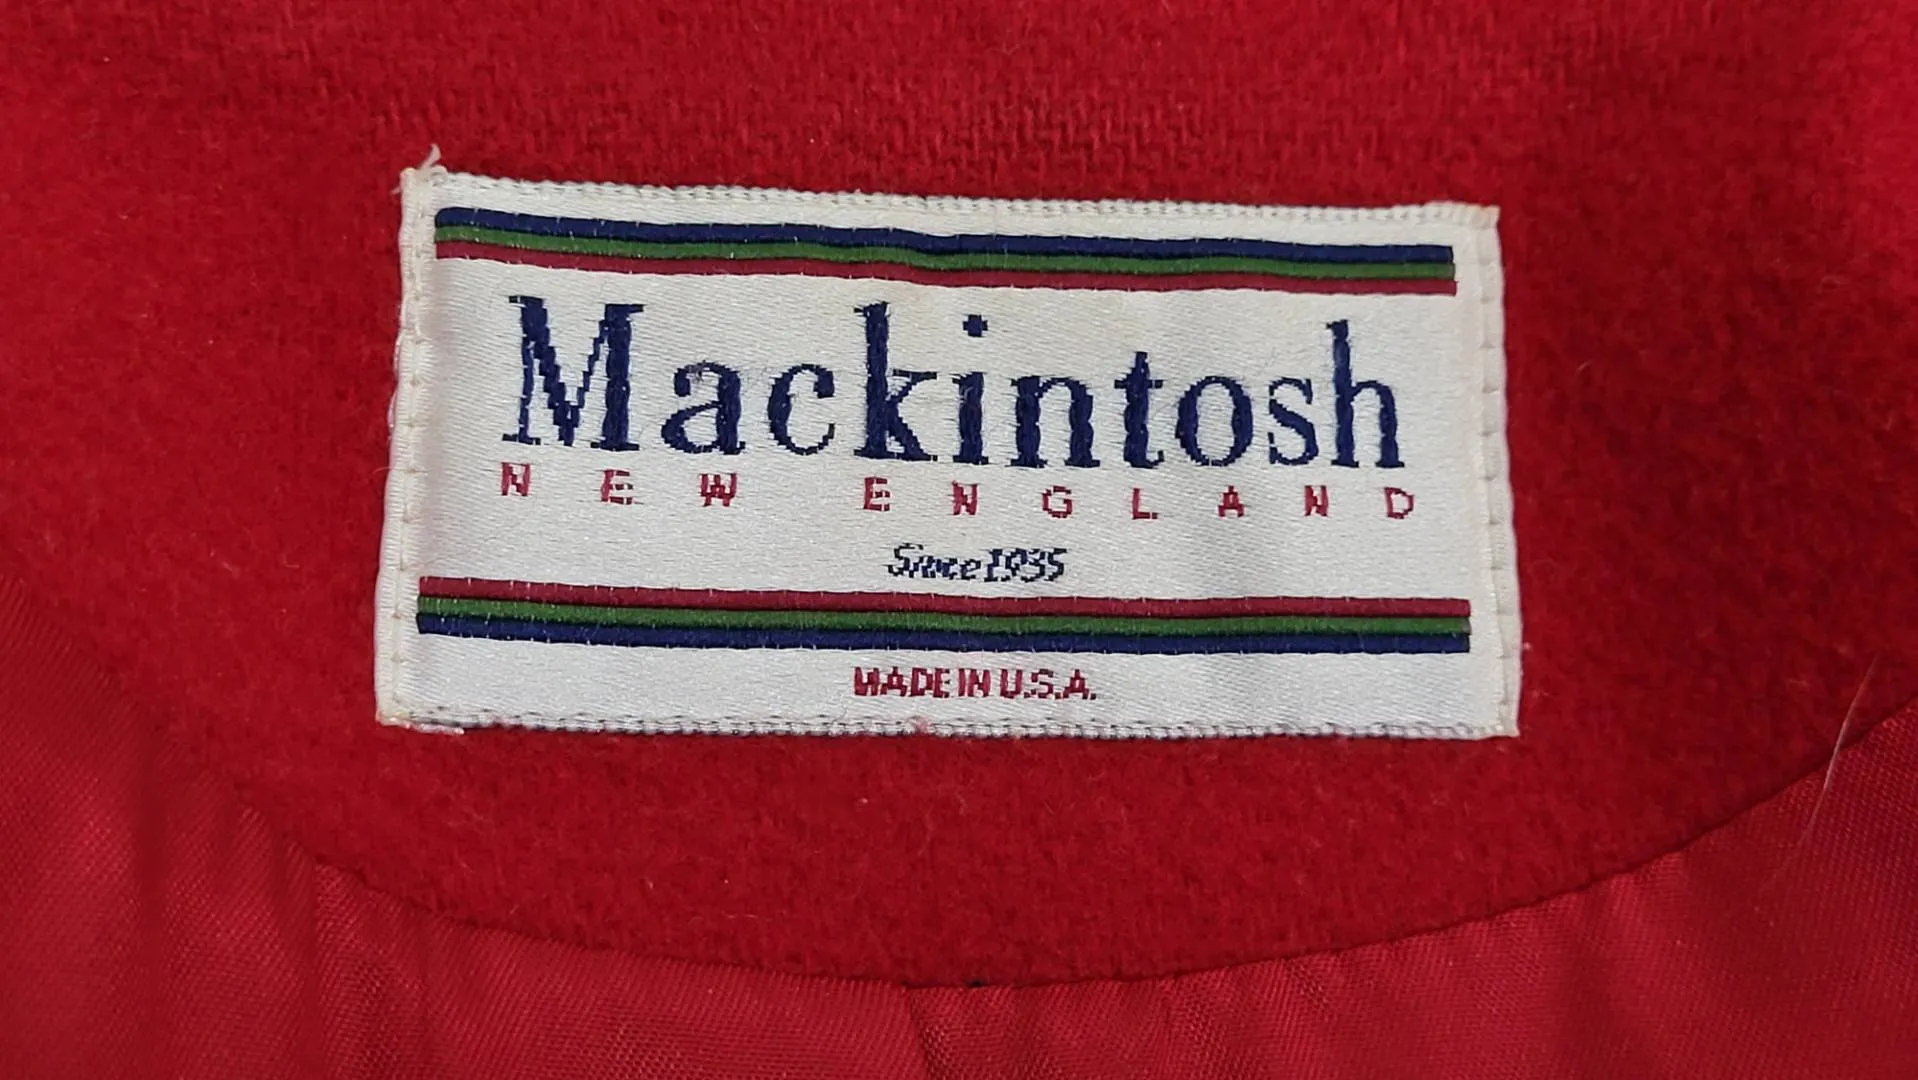 Mackintosh
NEW ENGLAND
Since 1935
MADE IN U.S.A.